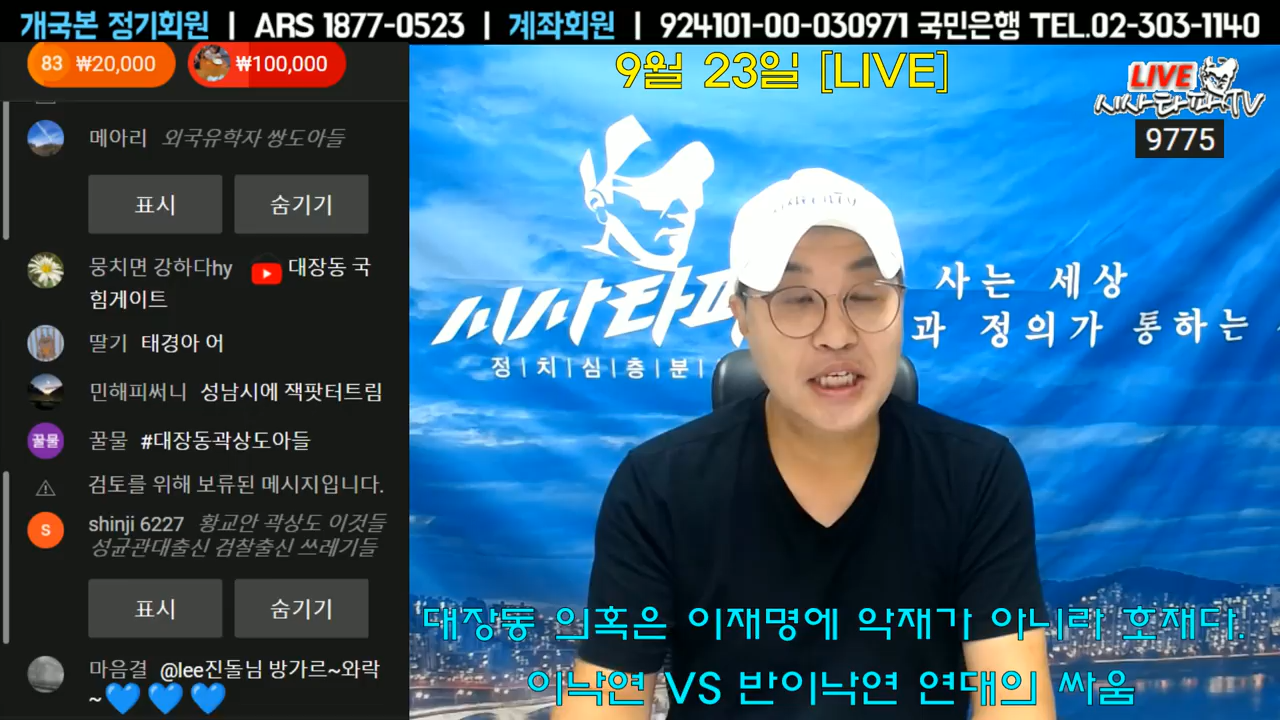 개국본 정기회원 | ARS 1877-0523 | 계좌회원 | 924101-00-030971 국민은행 TEL.02-303-1140
83 ₩20,000 ₩100,000
메아리 외국유학자 쌍도아들
표시 숨기기
뭉치면 강하다hy 대장동 국
힘게이트
딸기 태경아 어
민해피써니 성남시에 잭팟터트림
꿀물 꿀물 #대장동곽상도아들
검토를 위해 보류된 메시지입니다.
S shinji 6227 황교안 곽상도 이것들
성균관대출신 검찰출신 쓰레기들
표시 숨기기
마음결 @lee진돌님 방가르~와락
~💙💙💙
9월 23일 [LIVE]
LIVE
시사타파TV
9775
시사타파
정|치|심|층|분|
사는 세상
과 정의가 통하는
대장동 의혹은 이재명에 악재가 아니라 호재다.
이낙연 VS 반이낙연 연대의 싸움